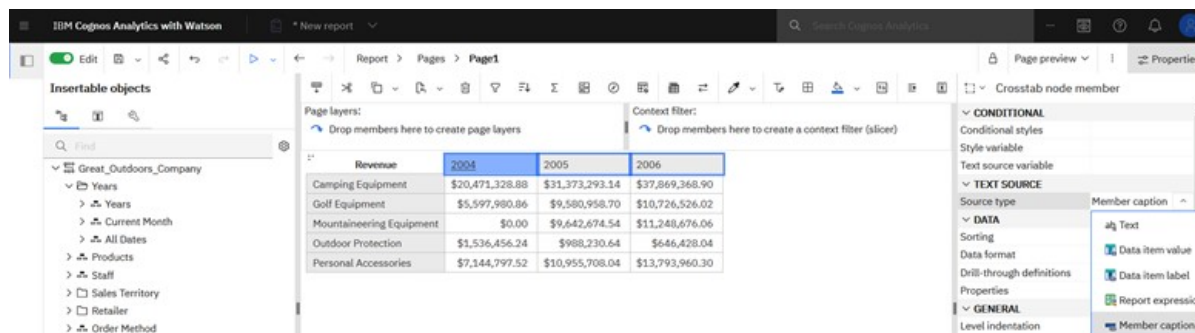 IBM Cognos Analytics with Watson
* New report
Search Cognos Analytics
Edit
Report > Pages > Page1
Page preview
Propertie
Insertable objects
Find
Great_Outdoors_Company
Years
Years
Current Month
All Dates
Products
Staff
Sales Territory
Retailer
Order Method
Page layers:
Drop members here to create page layers
Context filter:
Drop members here to create a context filter (slicer)
Revenue 2004 2005 2006
Camping Equipment $20,471,328.88 $31,373,293.14 $37,869,368.90
Golf Equipment $5,597,980.86 $9,580,958.70 $10,726,526.02
Mountaineering Equipment $0.00 $9,642,674.54 $11,248,676.06
Outdoor Protection $1,536,456.24 $988,230.64 $646,428.04
Personal Accessories $7,144,797.52 $10,955,708.04 $13,793,960.30
Crosstab node member
CONDITIONAL
Conditional styles
Style variable
Text source variable
TEXT SOURCE
Source type Member caption
DATA
Sorting
Data format
Drill-through definitions
Properties
GENERAL
Level indentation
ab Text
Data item value
Data item label
Report expressio
Member caption